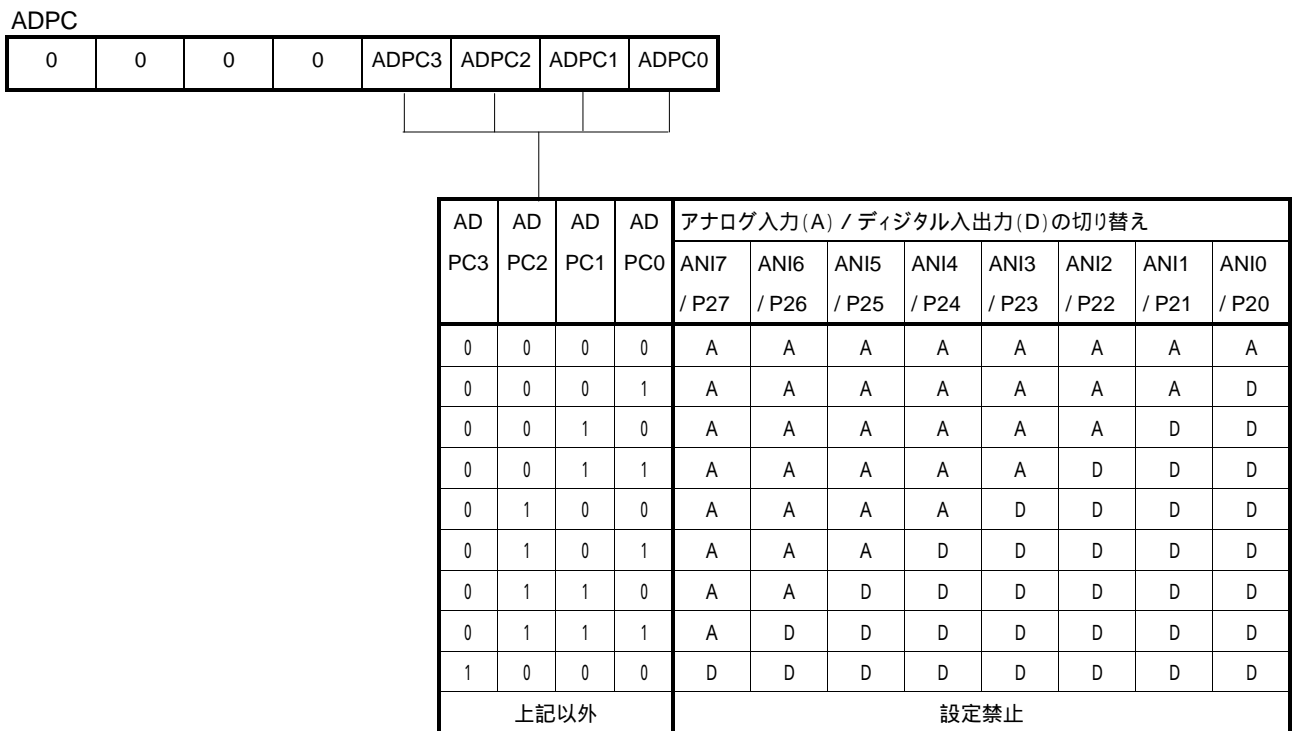 ADPC
0 0 0 0 ADPC3 ADPC2 ADPC1 ADPC0
AD AD AD AD アナログ入力(A) / ディジタル入出力(D)の切り替え
PC3 PC2 PC1 PC0 ANI7 ANI6 ANI5 ANI4 ANI3 ANI2 ANI1 ANI0
/ P27 / P26 / P25 / P24 / P23 / P22 / P21 / P20
0 0 0 0 A A A A A A A A
0 0 0 1 A A A A A A A D
0 0 1 0 A A A A A A D D
0 0 1 1 A A A A A D D D
0 1 0 0 A A A A D D D D
0 1 0 1 A A A D D D D D
0 1 1 0 A A D D D D D D
0 1 1 1 A D D D D D D D
1 0 0 0 D D D D D D D D
上記以外 設定禁止